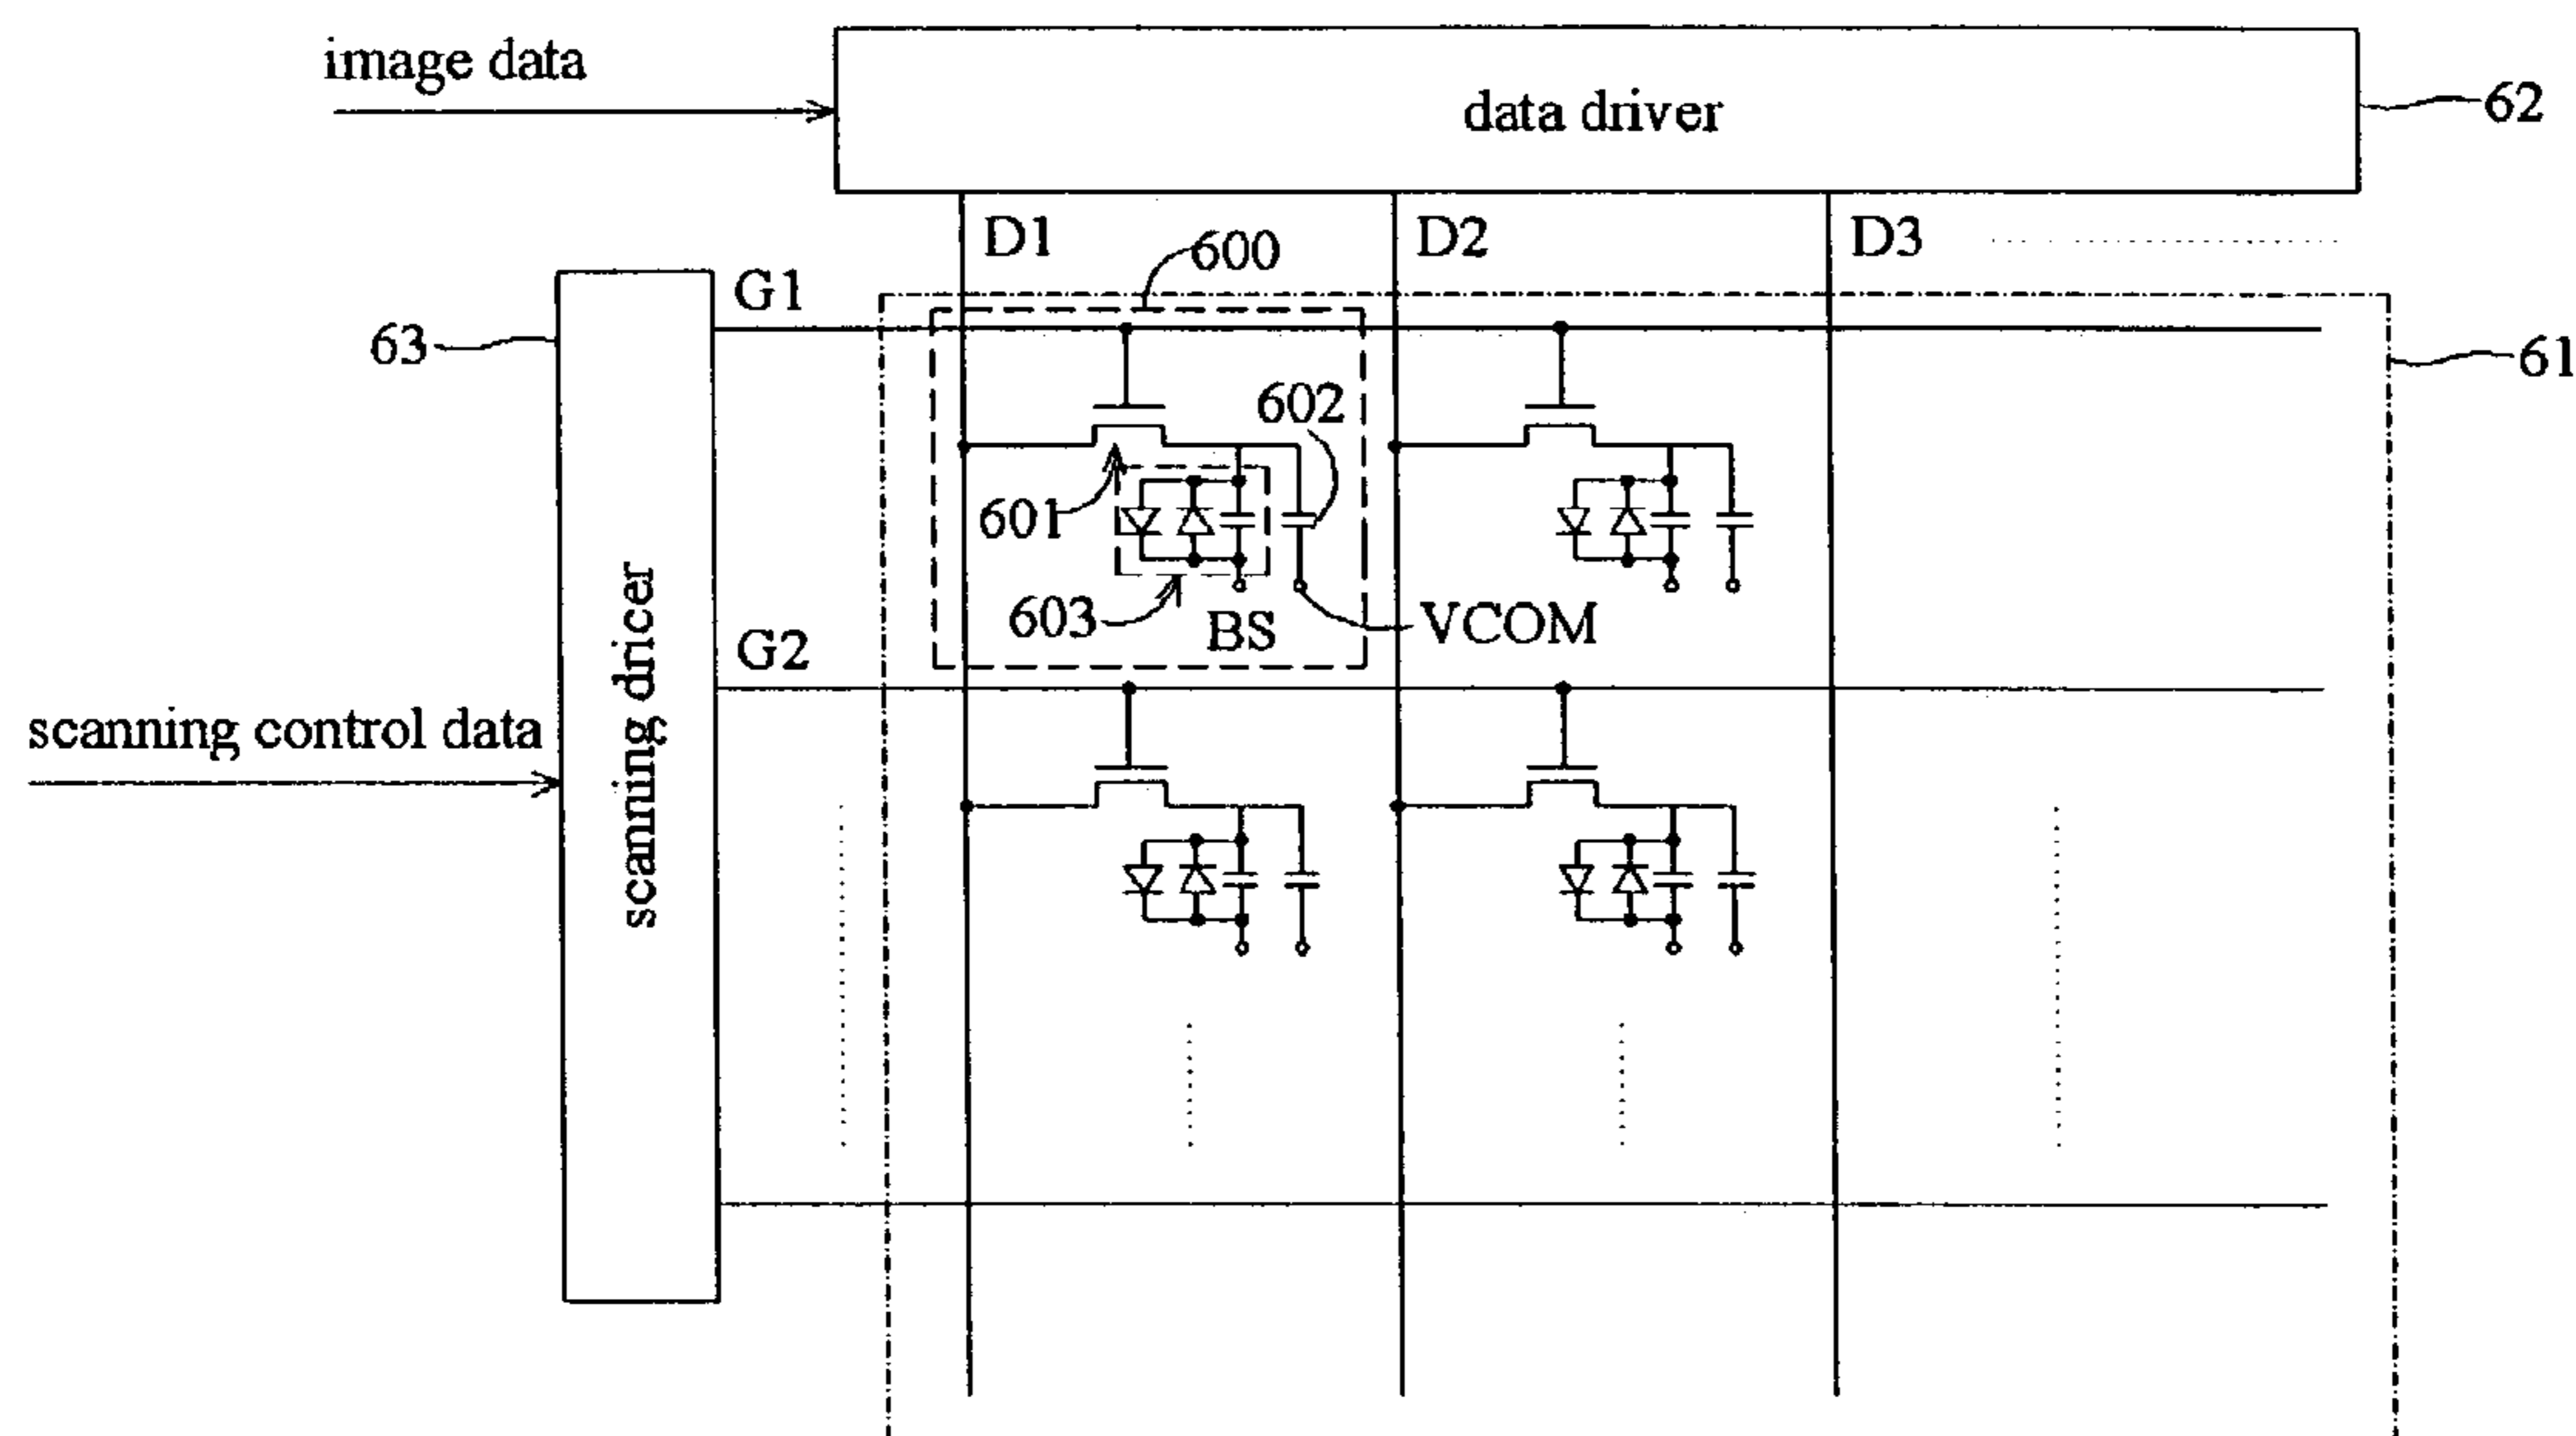 image data
data driver
62
D1
D2
D3
600
G1
63
61
602
601
603
BS
VCOM
G2
scanning dricer
scanning control data